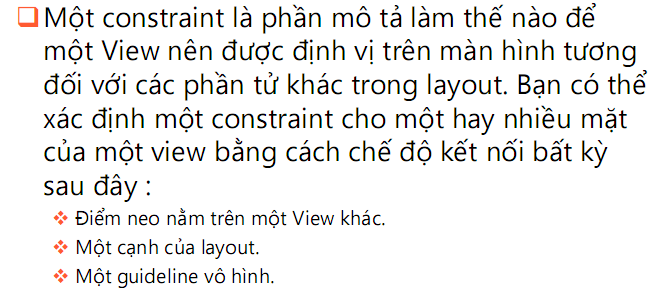 Một constraint là phần mô tả làm thế nào để
một View nên được định vị trên màn hình tương
đối với các phần tử khác trong layout. Bạn có thể
xác định một constraint cho một hay nhiều mặt
của một view bằng cách chế độ kết nối bất kỳ
sau đây :
Điểm neo nằm trên một View khác.
Một cạnh của layout.
Một guideline vô hình.